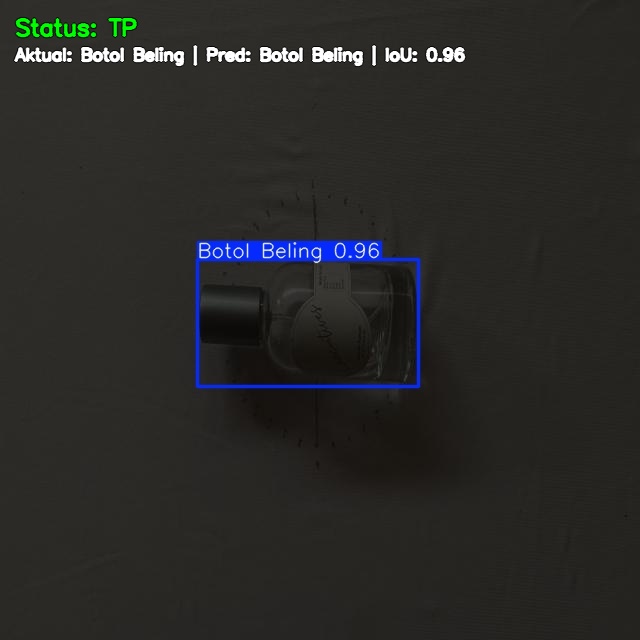 Status: TP
Aktual: Botol Beling | Pred: Botol Beling | IoU: 0.96
Botol Beling 0.96